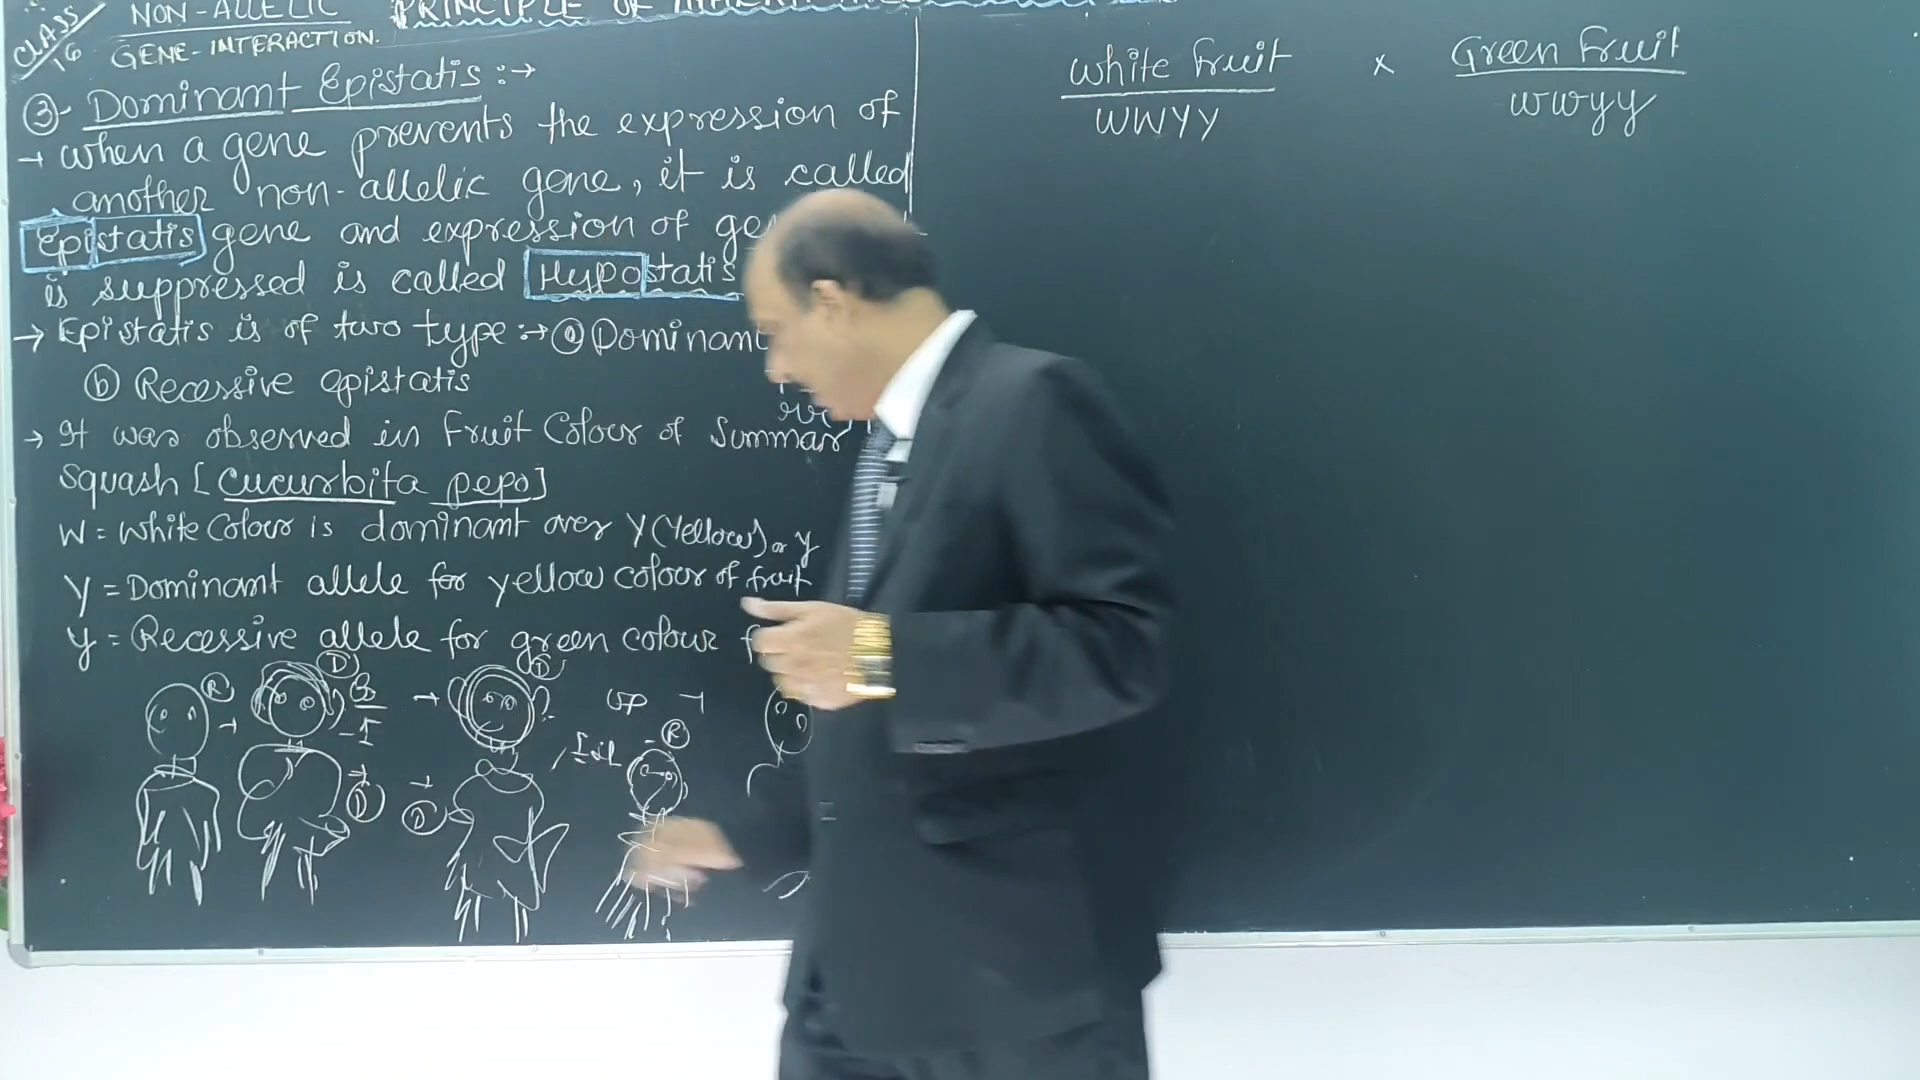 CLASS 16
NON-ALLELIC
GENE-INTERACTION.
PRINCIPLE OF
③- Dominant Epistatis :→
→ when a gene prevents the expression of
another non-allelic gene, it is called
Epistatis gene and expression of
is suppressed is called Hypostatis
→ Epistatis is of two type :→ ⓐ Dominant
ⓑ Recessive epistatis
→ It was observed in Fruit Colour of Summar
Squash [Cucurbita pepo]
W = White Colour is dominant over Y (Yellow) or y
Y = Dominant allele for yellow colour of fruit
y = Recessive allele for green colour
R
D
D
D
D
R
White Fruit × Green Fruit
WWYY wwyy